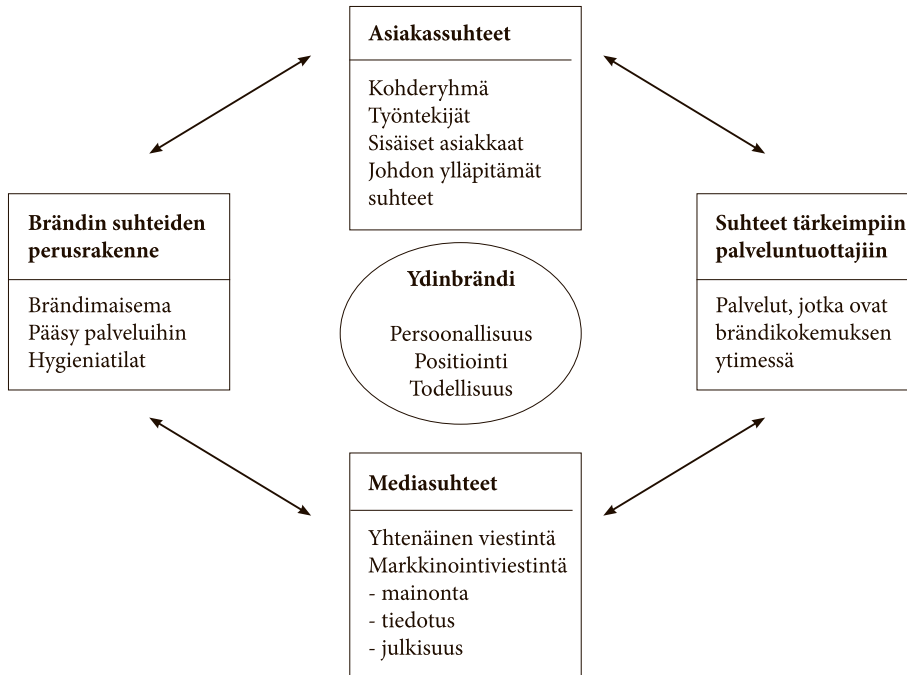 Asiakassuhteet
Kohderyhmä
Työntekijät
Sisäiset asiakkaat
Johdon ylläpitämät
suhteet
Brändin suhteiden
perusrakenne
Brändimaisema
Pääsy palveluihin
Hygieniatilat
Ydinbrändi
Persoonallisuus
Positiointi
Todellisuus
Suhteet tärkeimpiin
palveluntuottajiin
Palvelut, jotka ovat
brändikokemuksen
ytimessä
Mediasuhteet
Yhtenäinen viestintä
Markkinointiviestintä
- mainonta
- tiedotus
- julkisuus